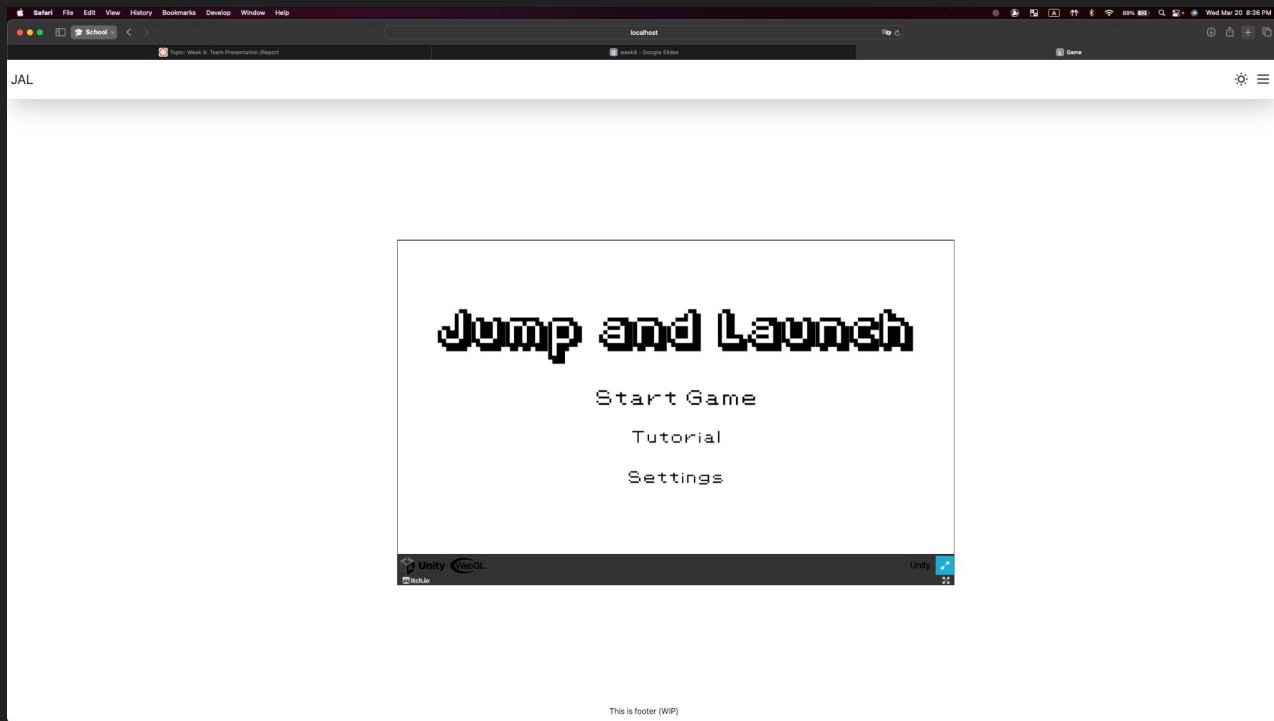 Safari File Edit View History Bookmarks Develop Window Help
A 89% Wed Mar 20 8:36 PM
School
localhost
Topic: Week 9: Team Presentation /Report
week9 - Google Slides
Game
JAL
Jump and Launch
Start Game
Tutorial
Settings
Unity WebGL
Unity
itch.io
This is footer (WIP)